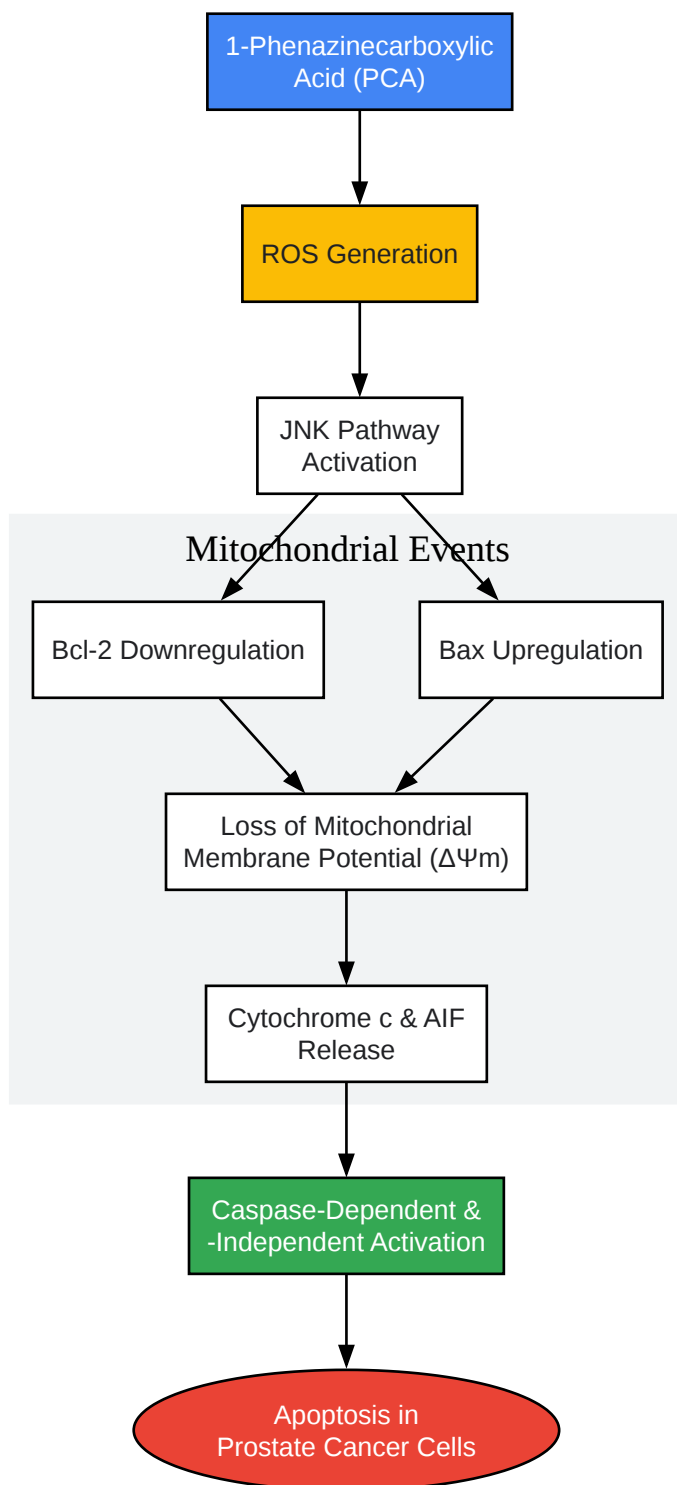 1-Phenazinecarboxylic
Acid (PCA)
ROS Generation
JNK Pathway
Activation
Mitochondrial Events
Bcl-2 Downregulation
Bax Upregulation
Loss of Mitochondrial
Membrane Potential (ΔΨm)
Cytochrome c & AIF
Release
Caspase-Dependent &
-Independent Activation
Apoptosis in
Prostate Cancer Cells